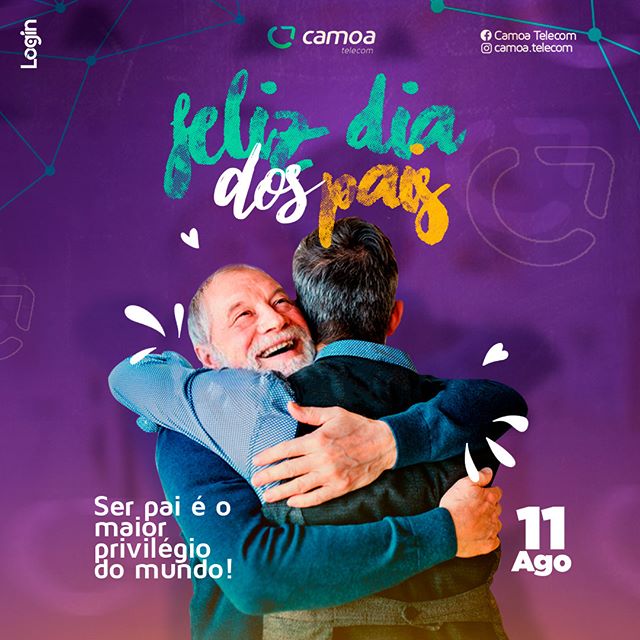 Login
camoa
telecom
Camoa Telecom
camoa.telecom
feliz dia
dos pais
Ser pai é o
maior
privilégio
do mundo!
11
Ago